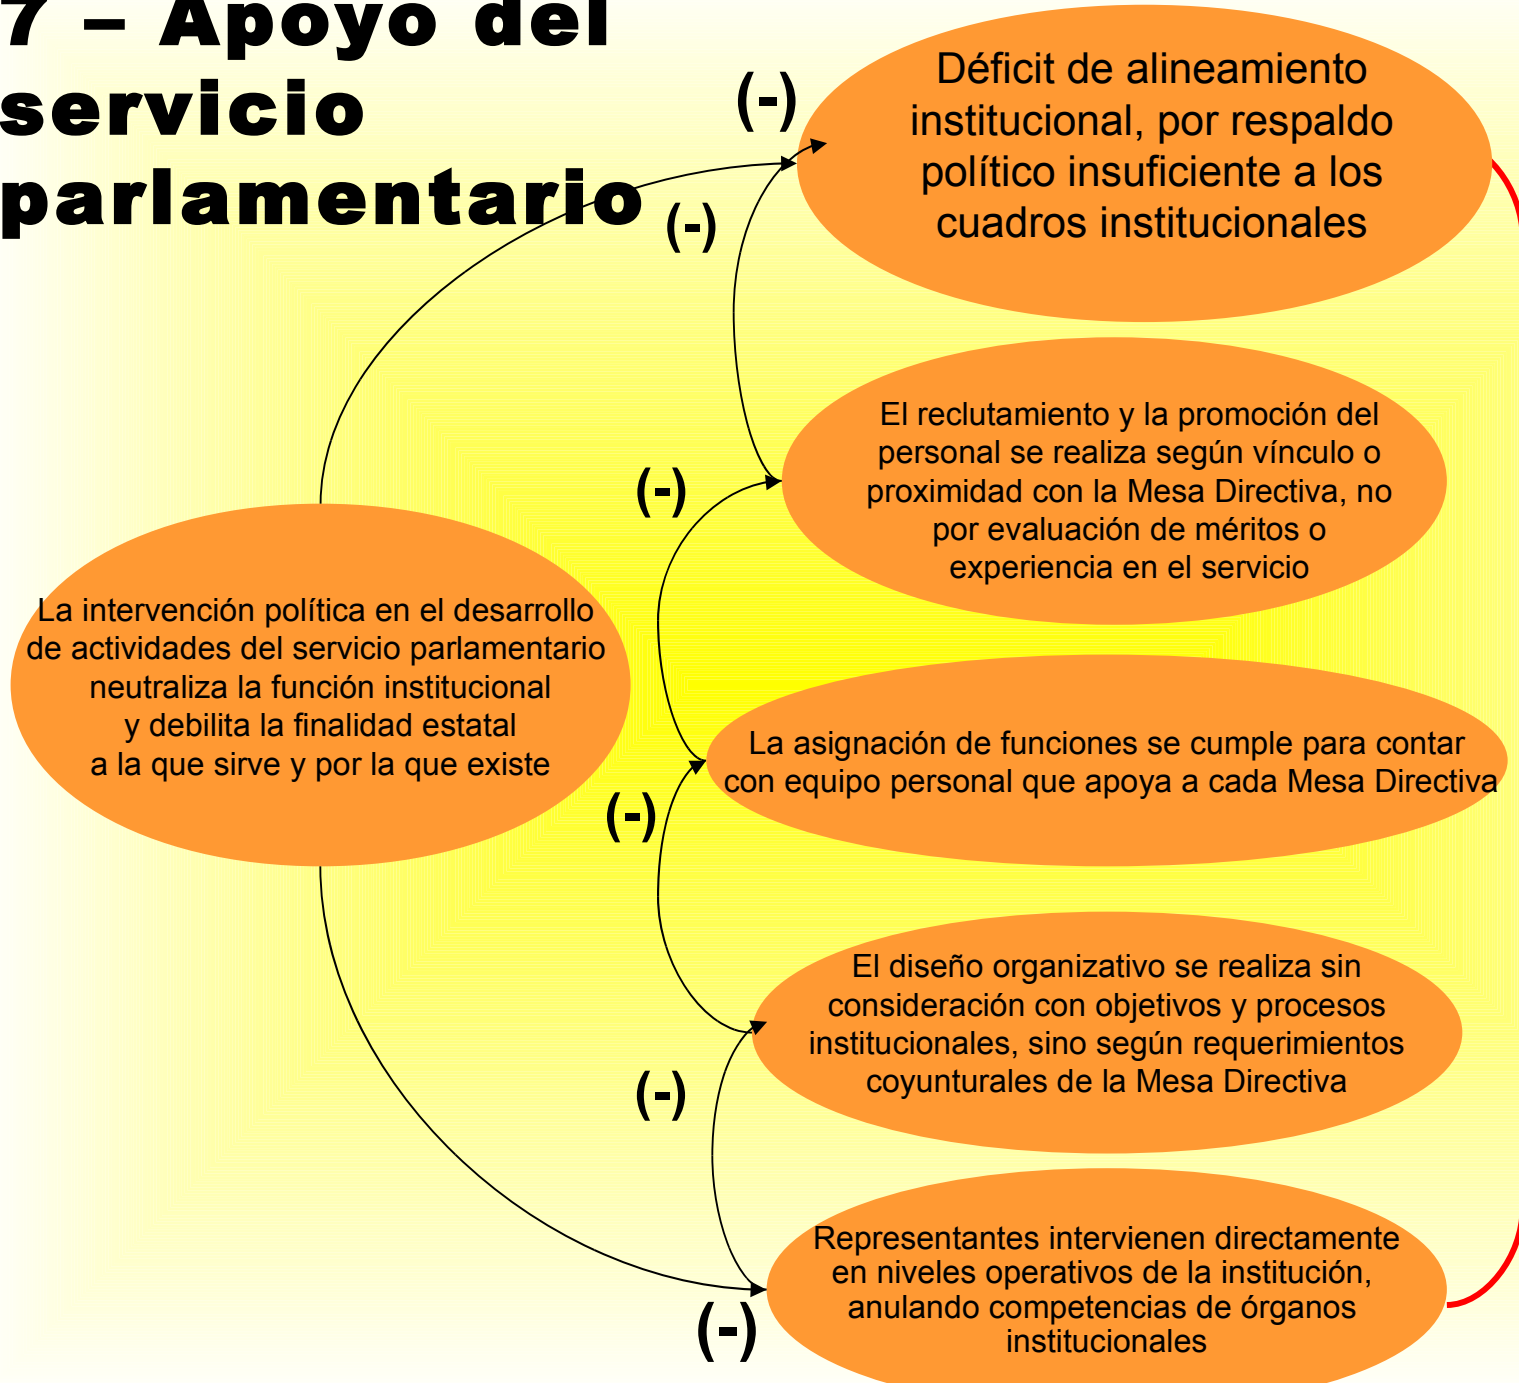 7 – Apoyo del
servicio
parlamentario
(-)
Déficit de alineamiento
institucional, por respaldo
político insuficiente a los
cuadros institucionales
(-)
El reclutamiento y la promoción del
personal se realiza según vínculo o
proximidad con la Mesa Directiva, no
por evaluación de méritos o
experiencia en el servicio
(-)
La intervención política en el desarrollo
de actividades del servicio parlamentario
neutraliza la función institucional
y debilita la finalidad estatal
a la que sirve y por la que existe
La asignación de funciones se cumple para contar
con equipo personal que apoya a cada Mesa Directiva
(-)
El diseño organizativo se realiza sin
consideración con objetivos y procesos
institucionales, sino según requerimientos
coyunturales de la Mesa Directiva
(-)
Representantes intervienen directamente
en niveles operativos de la institución,
anulando competencias de órganos
institucionales
(-)